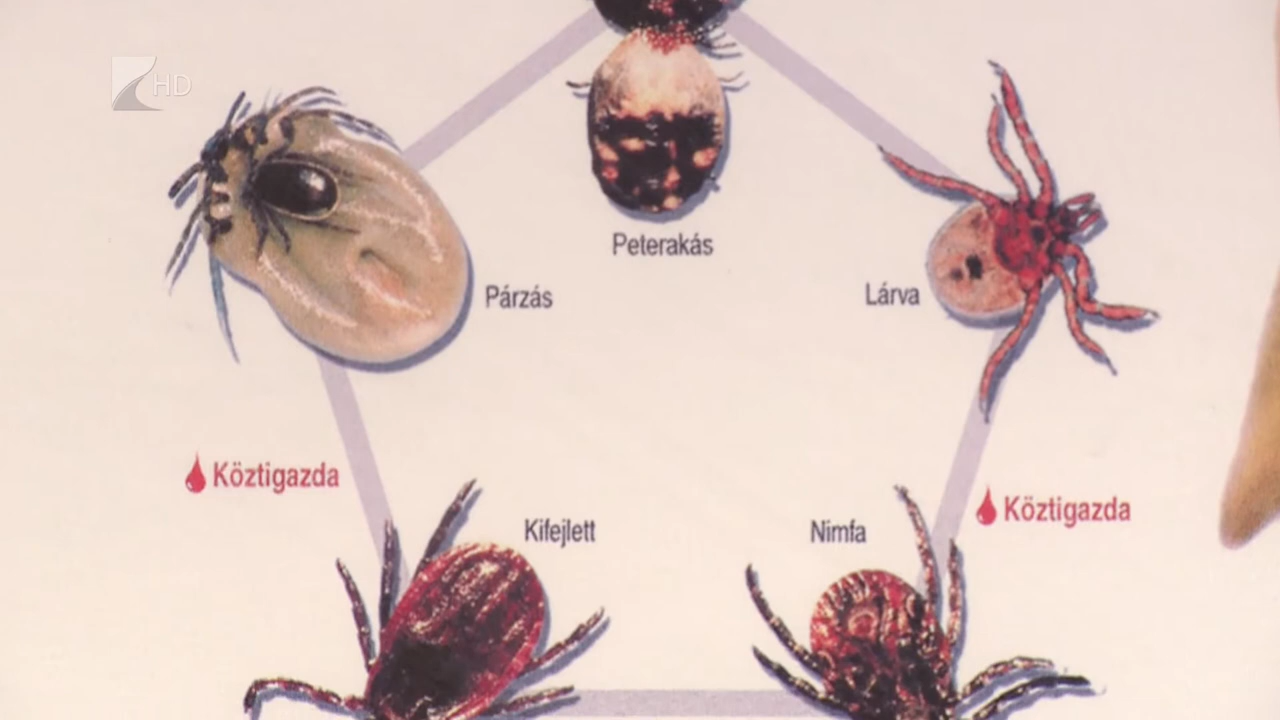 HD
Peterakás
Párzás
Lárva
Köztigazda
Kifejlett
Nimfa
Köztigazda